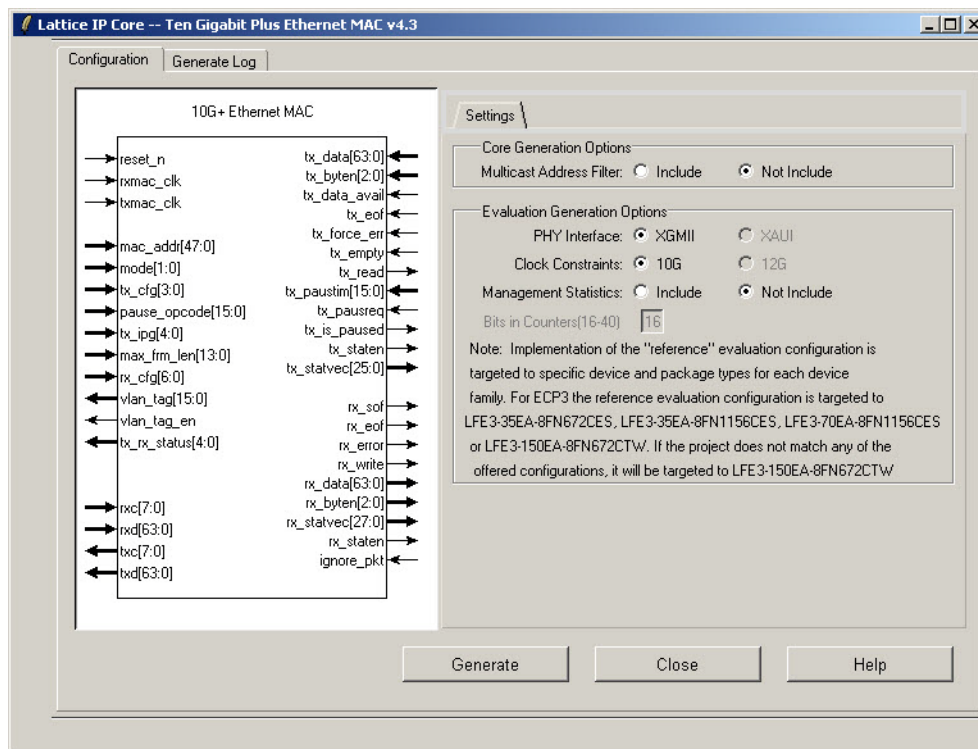 Lattice IP Core -- Ten Gigabit Plus Ethernet MAC v4.3
Configuration
Generate Log
10G+ Ethernet MAC
reset_n
rxmac_clk
txmac_clk
mac_addr[47:0]
mode[1:0]
tx_cfg[3:0]
pause_opcode[15:0]
tx_ipg[4:0]
max_frm_len[13:0]
rx_cfg[6:0]
vlan_tag[15:0]
vlan_tag_en
tx_rx_status[4:0]
rxc[7:0]
rxd[63:0]
txc[7:0]
txd[63:0]
tx_data[63:0]
tx_byten[2:0]
tx_data_avail
tx_eof
tx_force_err
tx_empty
tx_read
tx_paustim[15:0]
tx_pausreq
tx_is_paused
tx_staten
tx_statvec[25:0]
rx_sof
rx_eof
rx_error
rx_write
rx_data[63:0]
rx_byten[2:0]
rx_statvec[27:0]
rx_staten
ignore_pkt
Settings
Core Generation Options
Multicast Address Filter: Include Not Include
Evaluation Generation Options
PHY Interface: XGMII XAUI
Clock Constraints: 10G 12G
Management Statistics: Include Not Include
Bits in Counters(16-40) 16
Note: Implementation of the "reference" evaluation configuration is
targeted to specific device and package types for each device
family. For ECP3 the reference evaluation configuration is targeted to
LFE3-35EA-8FN672CES, LFE3-35EA-8FN1156CES, LFE3-70EA-8FN1156CES
or LFE3-150EA-8FN672CTW. If the project does not match any of the
offered configurations, it will be targeted to LFE3-150EA-8FN672CTW
Generate
Close
Help